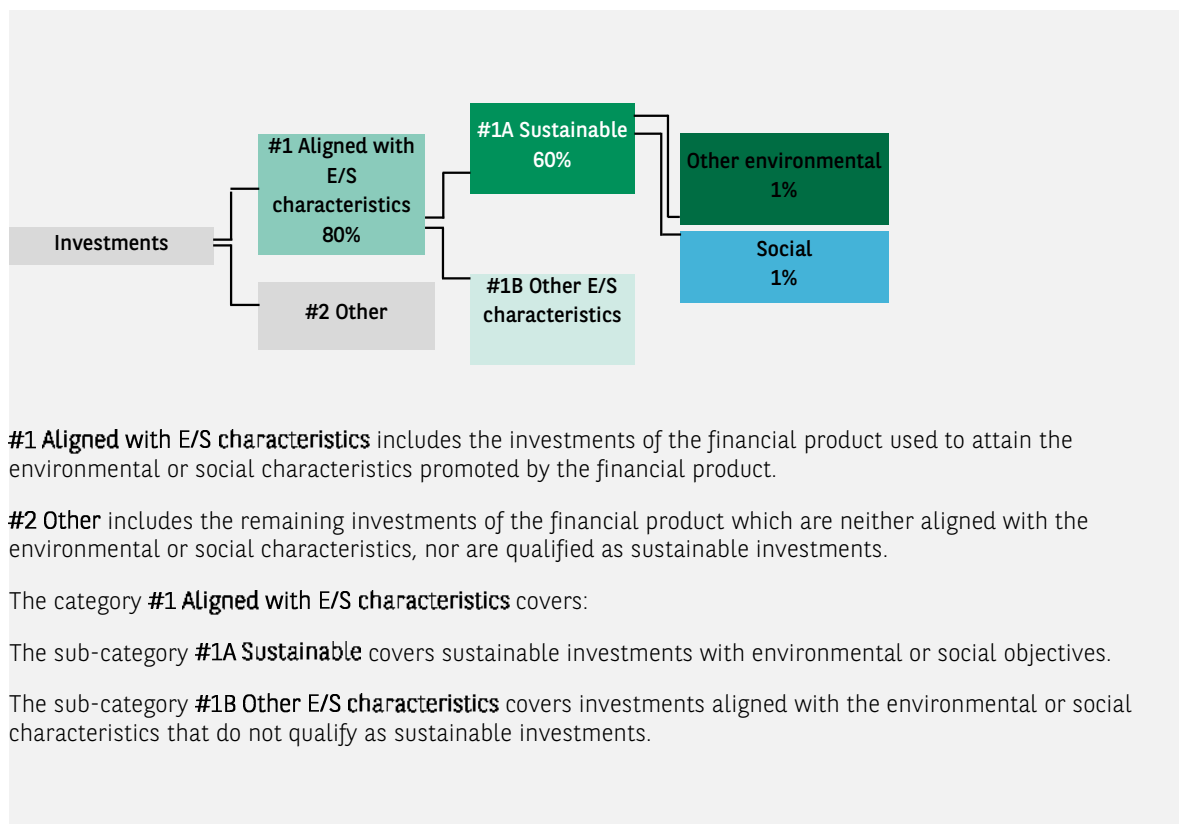 #1A Sustainable
60%
#1 Aligned with
E/S
characteristics
80%
Other environmental
1%
Investments
Social
1%
#1B Other E/S
characteristics
#2 Other
#1 Aligned with E/S characteristics includes the investments of the financial product used to attain the
environmental or social characteristics promoted by the financial product.
#2 Other includes the remaining investments of the financial product which are neither aligned with the
environmental or social characteristics, nor are qualified as sustainable investments.
The category #1 Aligned with E/S characteristics covers:
The sub-category #1A Sustainable covers sustainable investments with environmental or social objectives.
The sub-category #1B Other E/S characteristics covers investments aligned with the environmental or social
characteristics that do not qualify as sustainable investments.